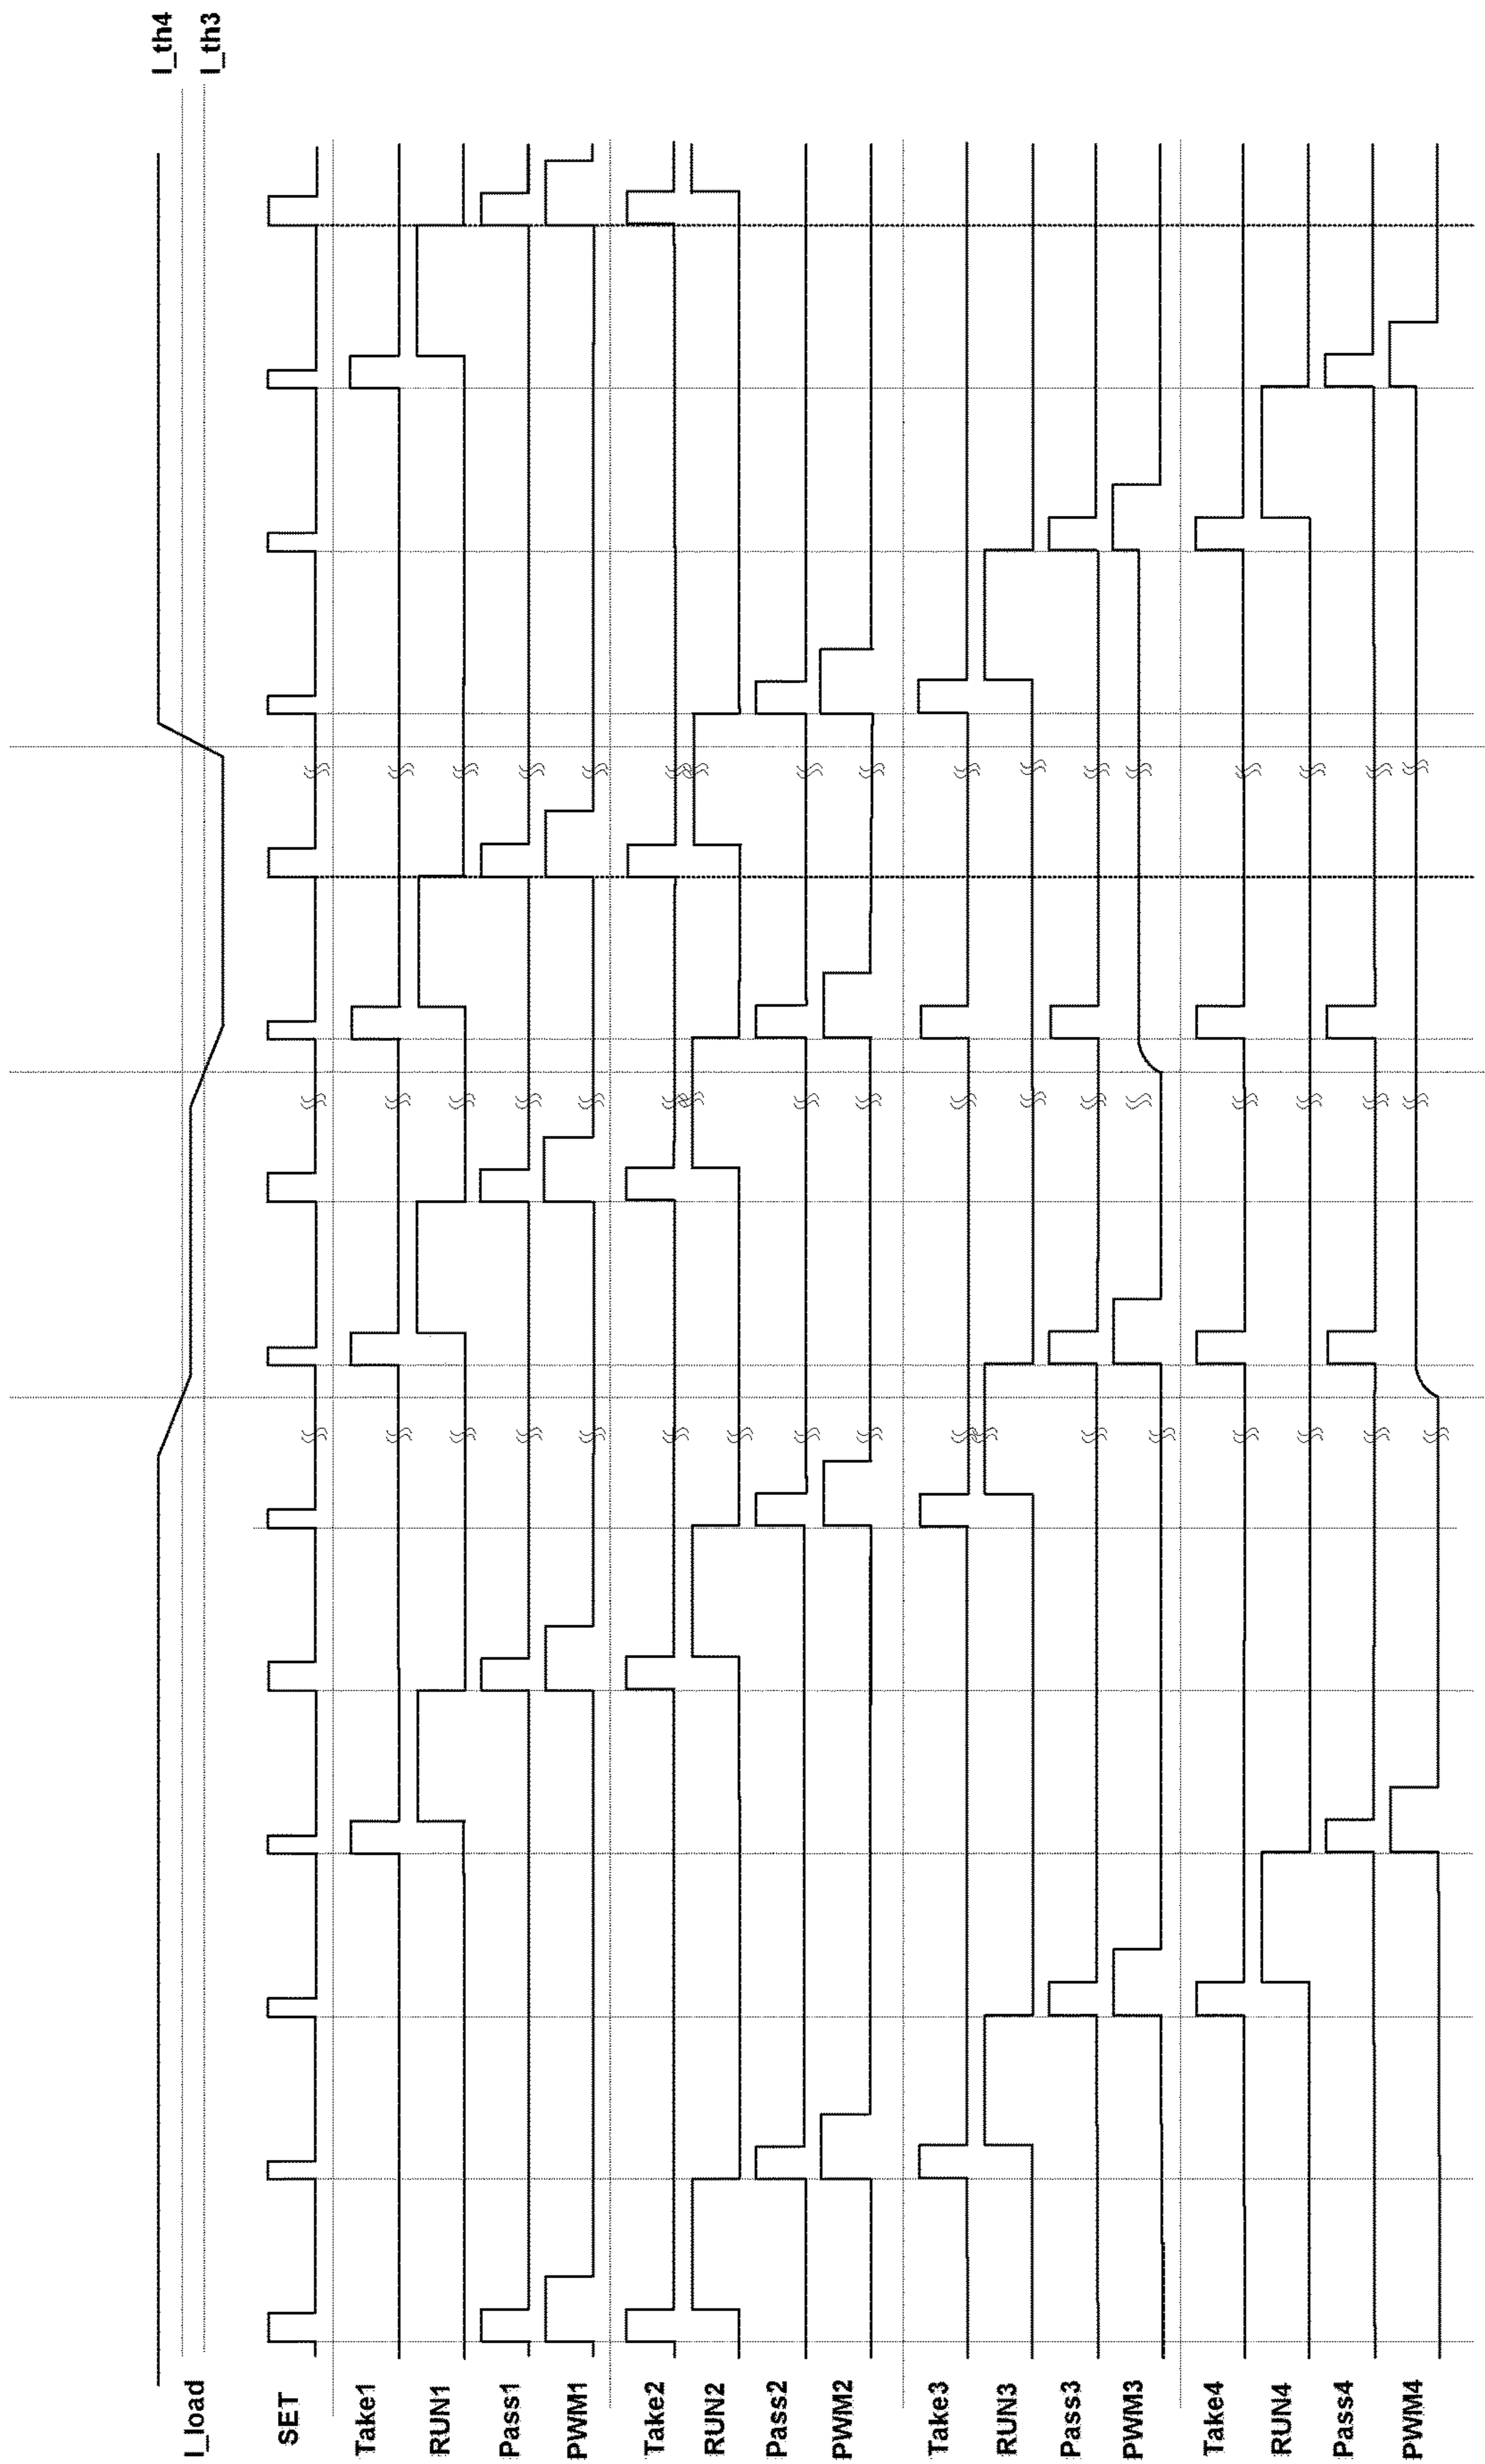 I_th4
I_th3
I_load
SET
Take1
RUN1
Pass1
PWM1
Take2
RUN2
Pass2
PWM2
Take3
RUN3
Pass3
PWM3
Take4
RUN4
Pass4
PWM4